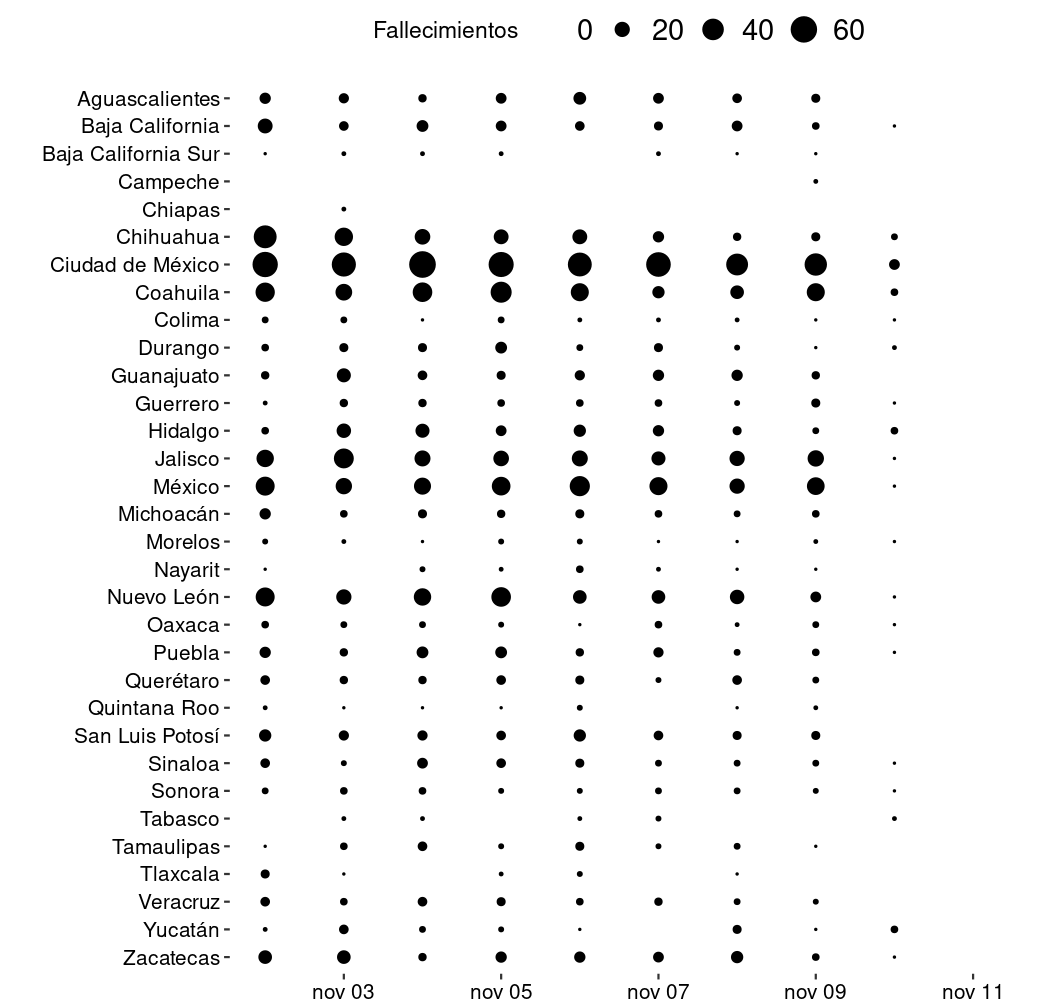 Fallecimientos 0 20 40 60
Aguascalientes
Baja California
Baja California Sur
Campeche
Chiapas
Chihuahua
Ciudad de México
Coahuila
Colima
Durango
Guanajuato
Guerrero
Hidalgo
Jalisco
México
Michoacán
Morelos
Nayarit
Nuevo León
Oaxaca
Puebla
Querétaro
Quintana Roo
San Luis Potosí
Sinaloa
Sonora
Tabasco
Tamaulipas
Tlaxcala
Veracruz
Yucatán
Zacatecas
nov 03 nov 05 nov 07 nov 09 nov 11